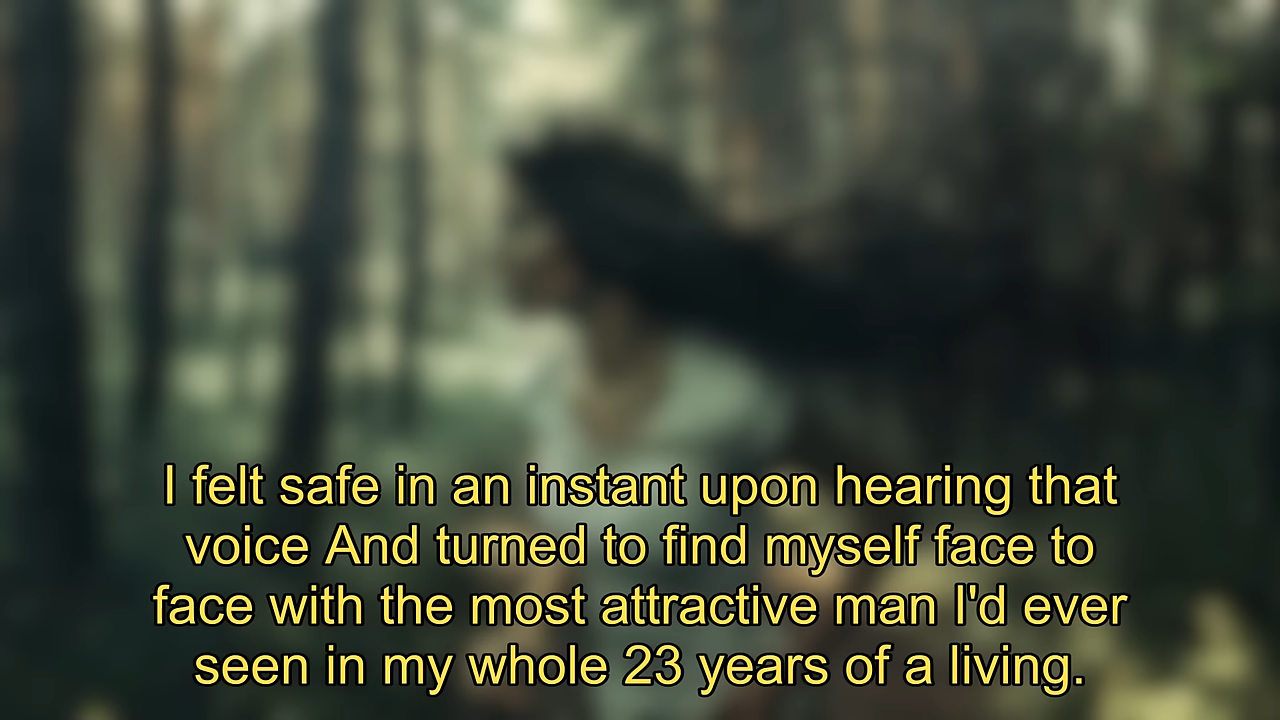 I felt safe in an instant upon hearing that
voice And turned to find myself face to
face with the most attractive man I'd ever
seen in my whole 23 years of a living.